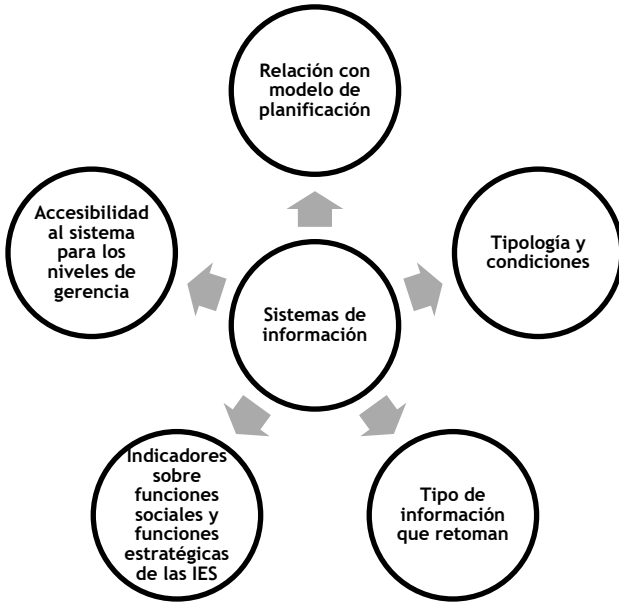 Relación con
modelo de
planificación
Accesibilidad
al sistema
para los
niveles de
gerencia
Tipología y
condiciones
Sistemas de
información
Indicadores
sobre
funciones
sociales y
funciones
estratégicas
de las IES
Tipo de
información
que retoman